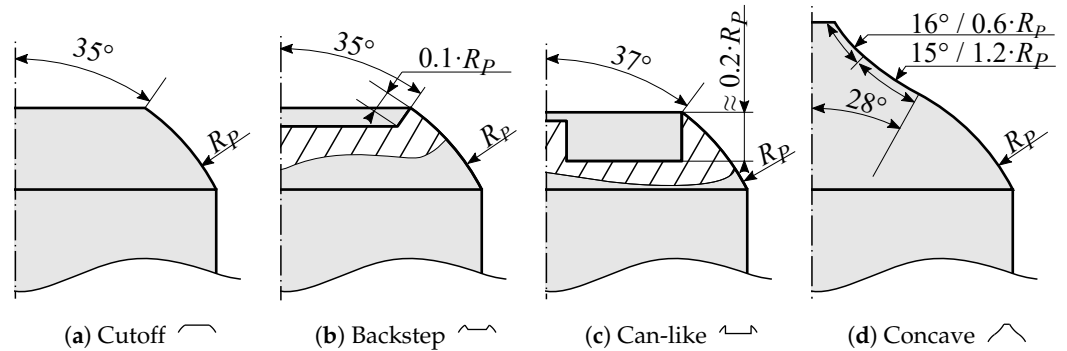 35°
R_P
35°
0.1·R_P
R_P
37°
≈ 0.2·R_P
R_P
16° / 0.6·R_P
15° / 1.2·R_P
28°
R_P
(a) Cutoff
(b) Backstep
(c) Can-like
(d) Concave